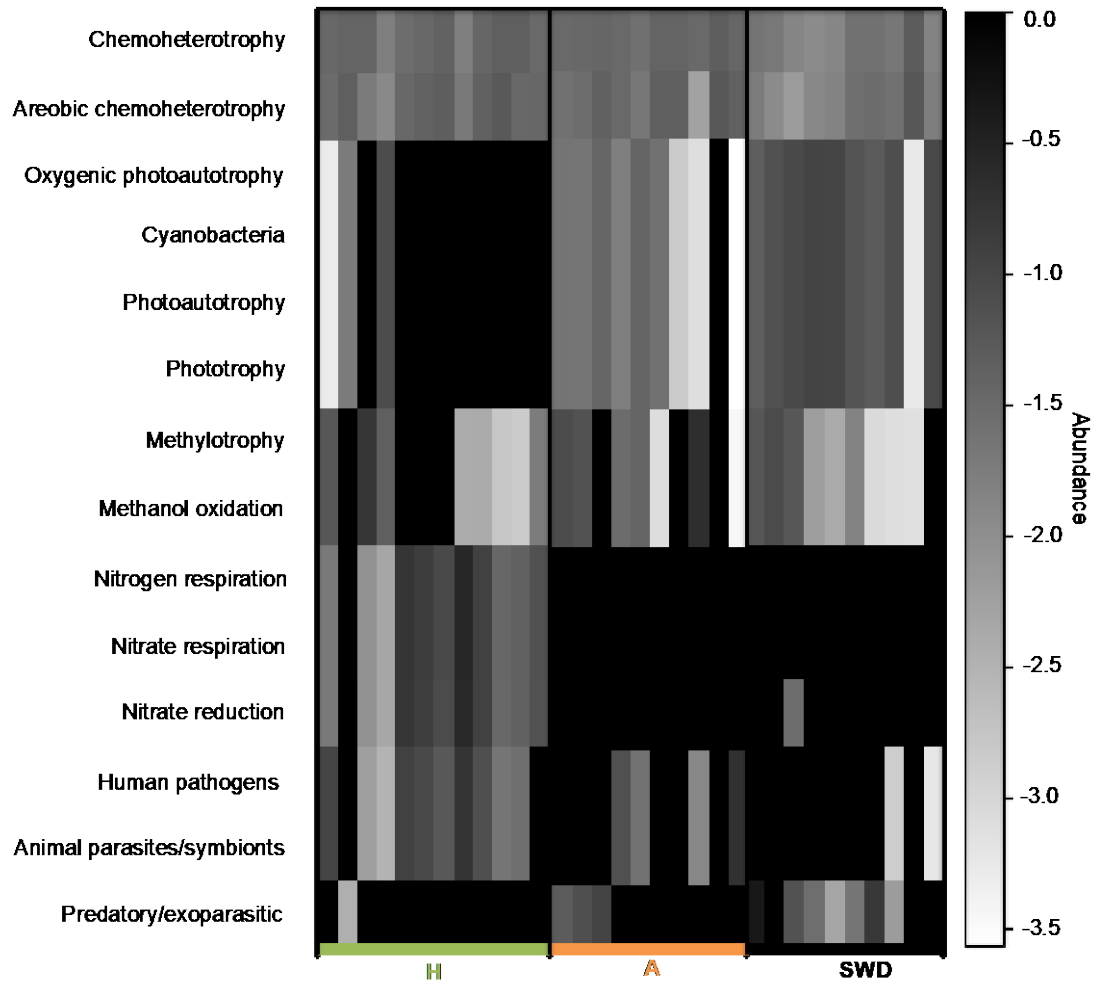 Chemoheterotrophy
Areobic chemoheterotrophy
Oxygenic photoautotrophy
Cyanobacteria
Photoautotrophy
Phototrophy
Methylotrophy
Methanol oxidation
Nitrogen respiration
Nitrate respiration
Nitrate reduction
Human pathogens
Animal parasites/symbionts
Predatory/exoparasitic
H
A
SWD
0.0
-0.5
-1.0
-1.5
-2.0
-2.5
-3.0
-3.5
Abundance